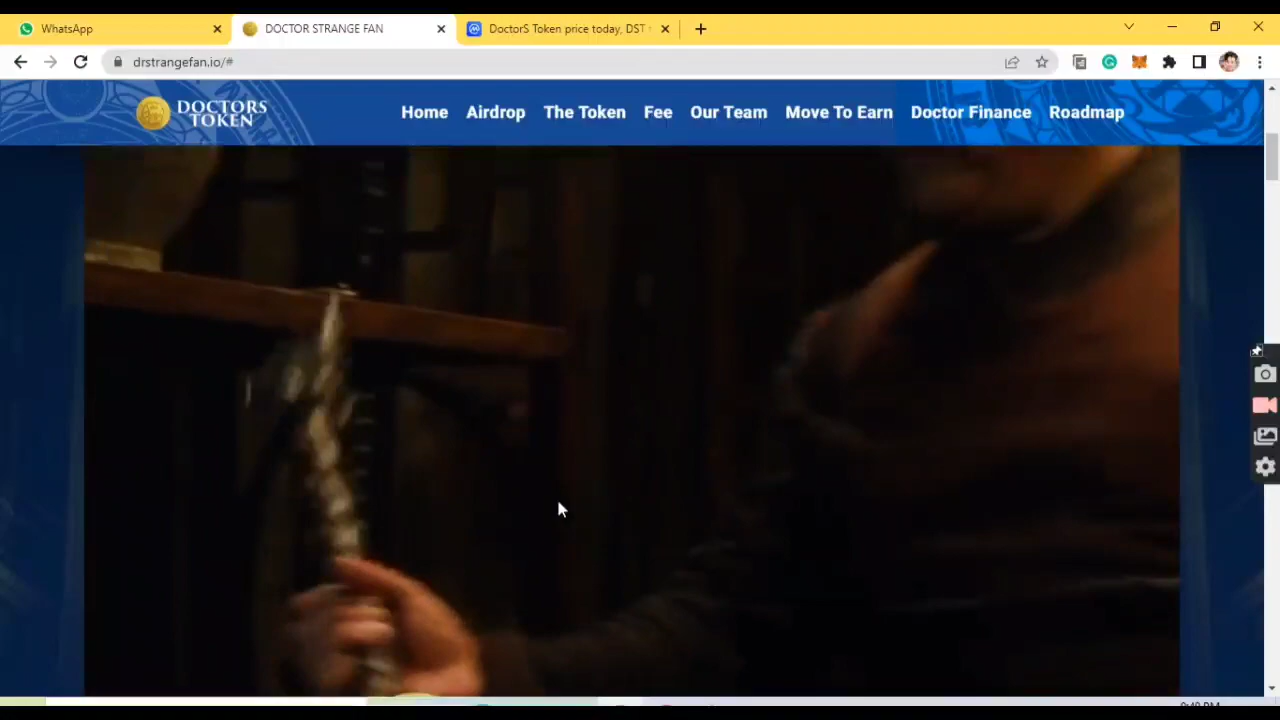 WhatsApp
DOCTOR STRANGE FAN
DoctorS Token price today, DST
drstrangefan.io/#
DOCTORS
TOKEN
Home
Airdrop
The Token
Fee
Our Team
Move To Earn
Doctor Finance
Roadmap